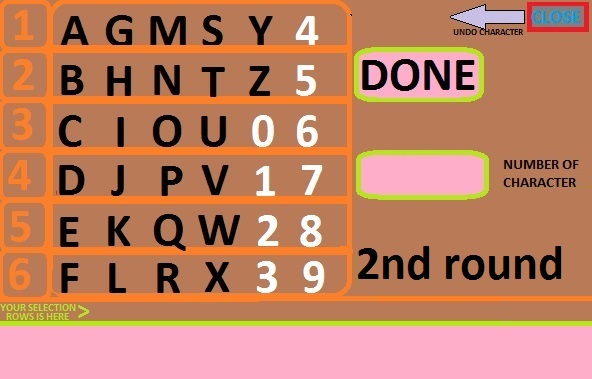 1 A G M S Y 4
2 B H N T Z 5
3 C I O U 0 6
4 D J P V 1 7
5 E K Q W 2 8
6 F L R X 3 9
UNDO CHARACTER
CLOSE
DONE
NUMBER OF
CHARACTER
2nd round
YOUR SELECTION
ROWS IS HERE >